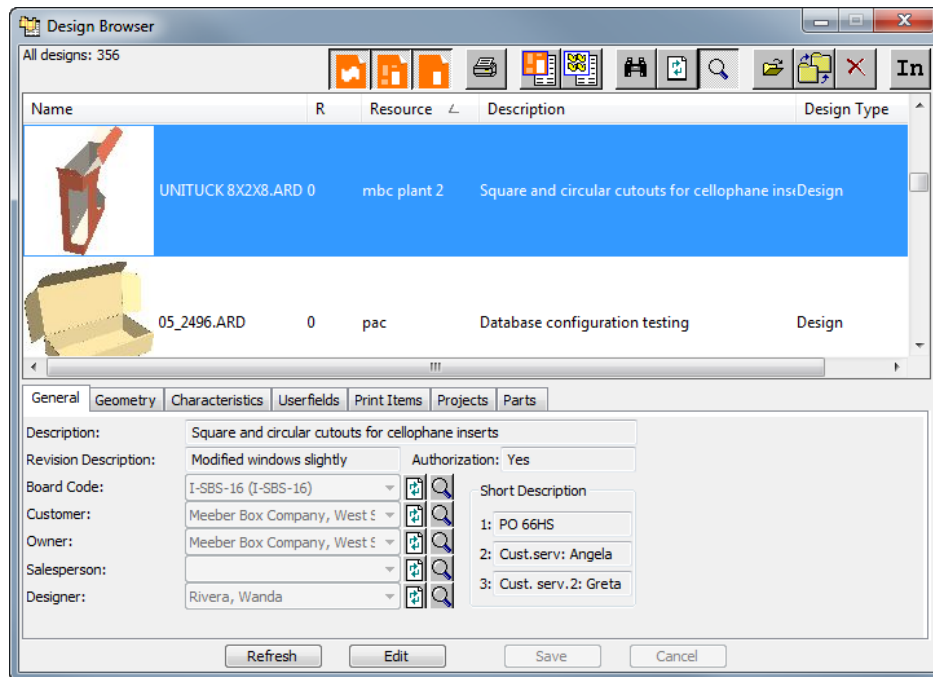 Design Browser
All designs: 356
In
Name R Resource Description Design Type
UNITUCK 8X2X8.ARD 0 mbc plant 2 Square and circular cutouts for cellophane inse Design
05_2496.ARD 0 pac Database configuration testing Design
General Geometry Characteristics Userfields Print Items Projects Parts
Description: Square and circular cutouts for cellophane inserts
Revision Description: Modified windows slightly Authorization: Yes
Board Code: I-SBS-16 (I-SBS-16)
Short Description
Customer: Meeber Box Company, West S
1: PO 66HS
Owner: Meeber Box Company, West S
2: Cust.serv: Angela
Salesperson:
3: Cust. serv.2: Greta
Designer: Rivera, Wanda
Refresh Edit Save Cancel